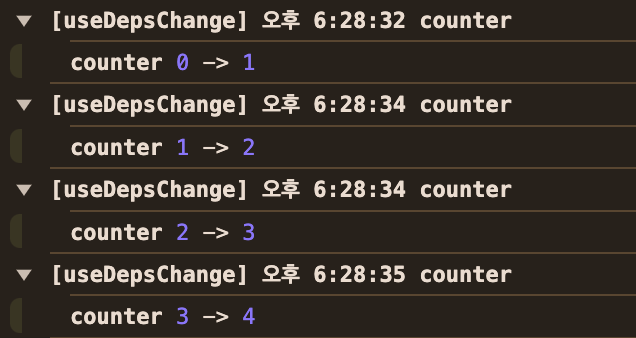 [useDepsChange] 오후 6:28:32 counter
counter 0 -> 1
[useDepsChange] 오후 6:28:34 counter
counter 1 -> 2
[useDepsChange] 오후 6:28:34 counter
counter 2 -> 3
[useDepsChange] 오후 6:28:35 counter
counter 3 -> 4